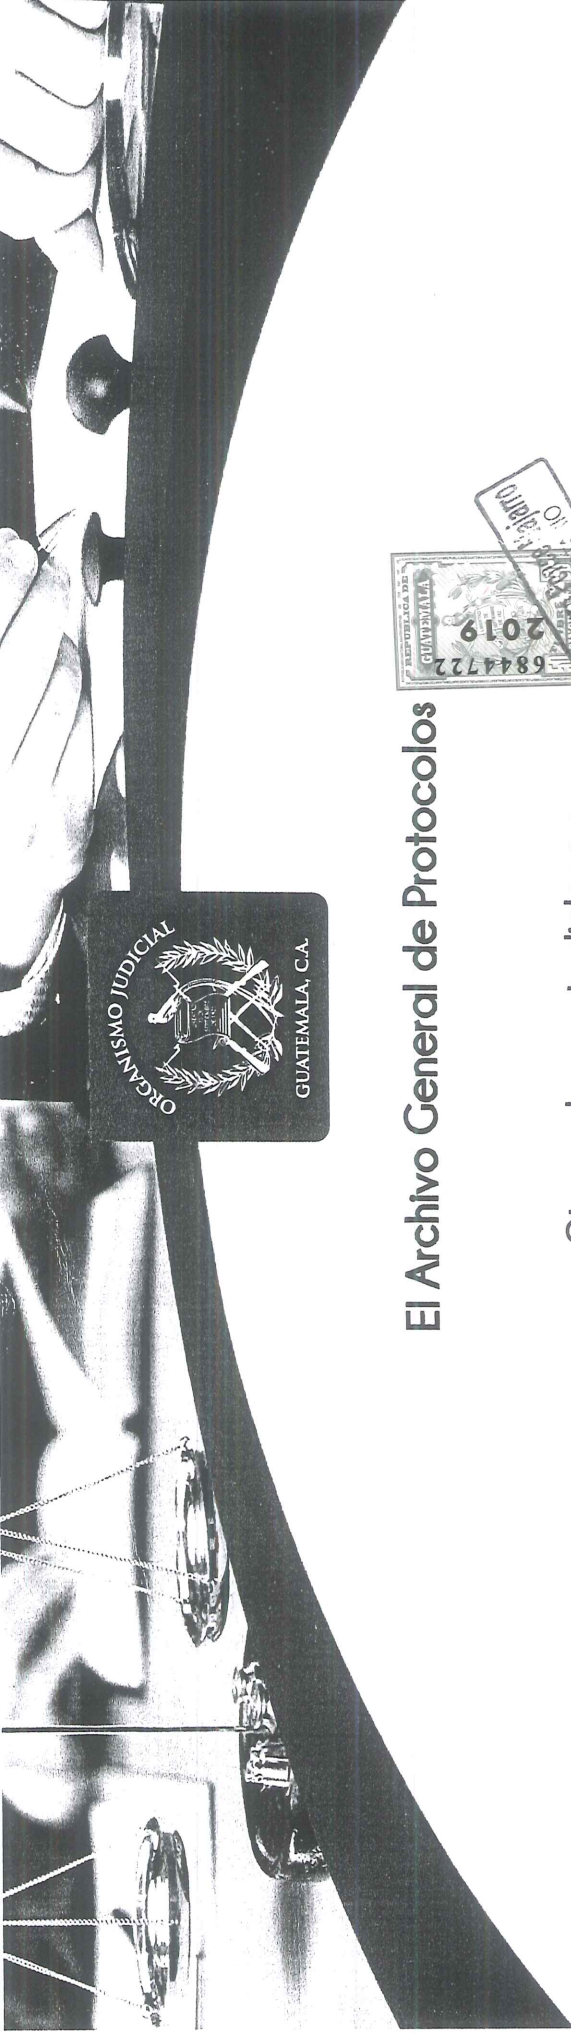 ORGANISMO JUDICIAL
GUATEMALA, C.A.
El Archivo General de Protocolos
REPUBLICA DE
GUATEMALA
2019
6844722